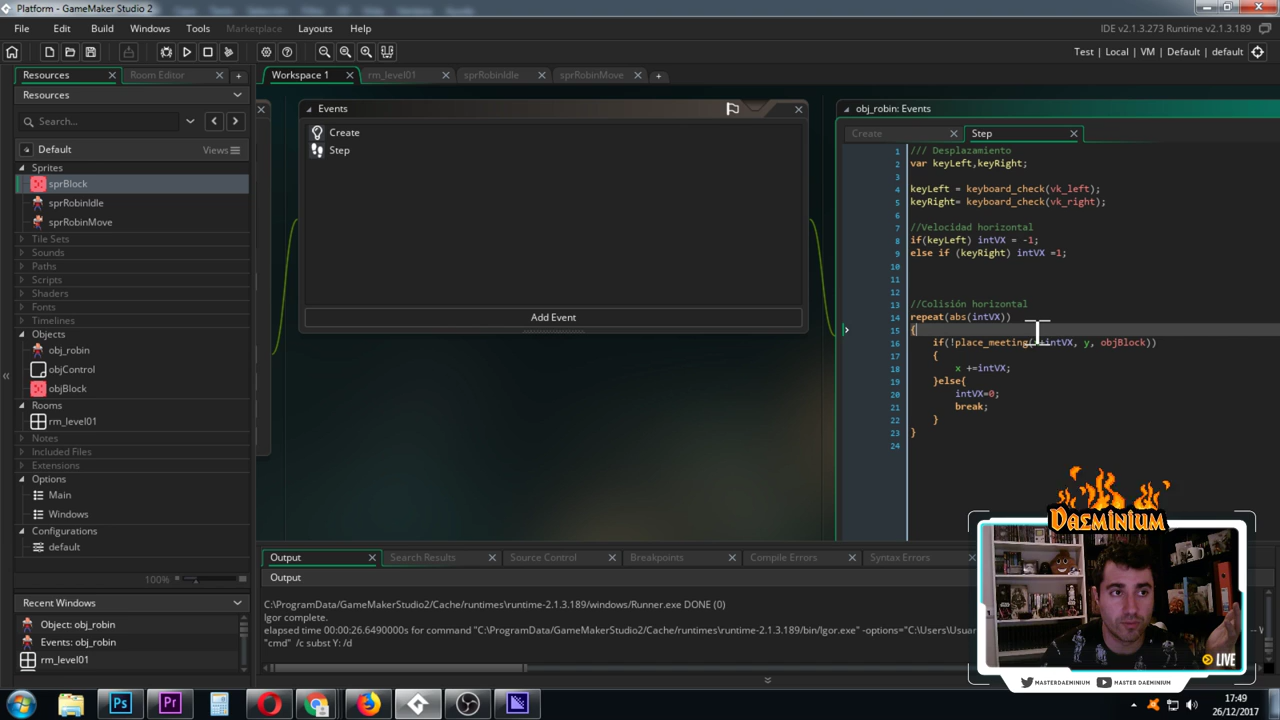 Platform - GameMaker Studio 2
File Edit Build Windows Tools Marketplace Layouts Help
IDE v2.1.3.273 Runtime v2.1.3.189
Test | Local | VM | Default | default
Resources
Room Editor
Workspace 1
rm_level01
sprRobinIdle
sprRobinMove
Resources
Search...
Default
Views
Sprites
sprBlock
sprRobinIdle
sprRobinMove
Tile Sets
Sounds
Paths
Scripts
Shaders
Fonts
Timelines
Objects
obj_robin
objControl
objBlock
Rooms
rm_level01
Notes
Included Files
Extensions
Options
Main
Windows
Configurations
default
100%
Recent Windows
Object: obj_robin
Events: obj_robin
rm_level01
Events
Create
Step
Add Event
obj_robin: Events
Create
Step
1 /// Desplazamiento
2 var keyLeft,keyRight;
3
4 keyLeft = keyboard_check(vk_left);
5 keyRight= keyboard_check(vk_right);
6
7 //Velocidad horizontal
8 if(keyLeft) intVX = -1;
9 else if (keyRight) intVX =1;
10
11
12
13 //Colisión horizontal
14 repeat(abs(intVX))
15 {
16 if(!place_meeting( intVX, y, objBlock))
17 {
18 x +=intVX;
19 }else{
20 intVX=0;
21 break;
22 }
23 }
24
Output
Search Results
Source Control
Breakpoints
Compile Errors
Syntax Errors
Output
C:\ProgramData/GameMakerStudio2/Cache/runtimes\runtime-2.1.3.189/windows/Runner.exe DONE (0)
Igor complete.
elapsed time 00:00:26.6490000s for command "C:\ProgramData/GameMakerStudio2/Cache/runtimes\runtime-2.1.3.189/bin/Igor.exe" -options="C:\Users\Usuar
"cmd" /c subst Y: /d
DAEMINIUM
LIVE
MASTERDAEMINIUM
MASTER DAEMINIUM
17:49
26/12/2017